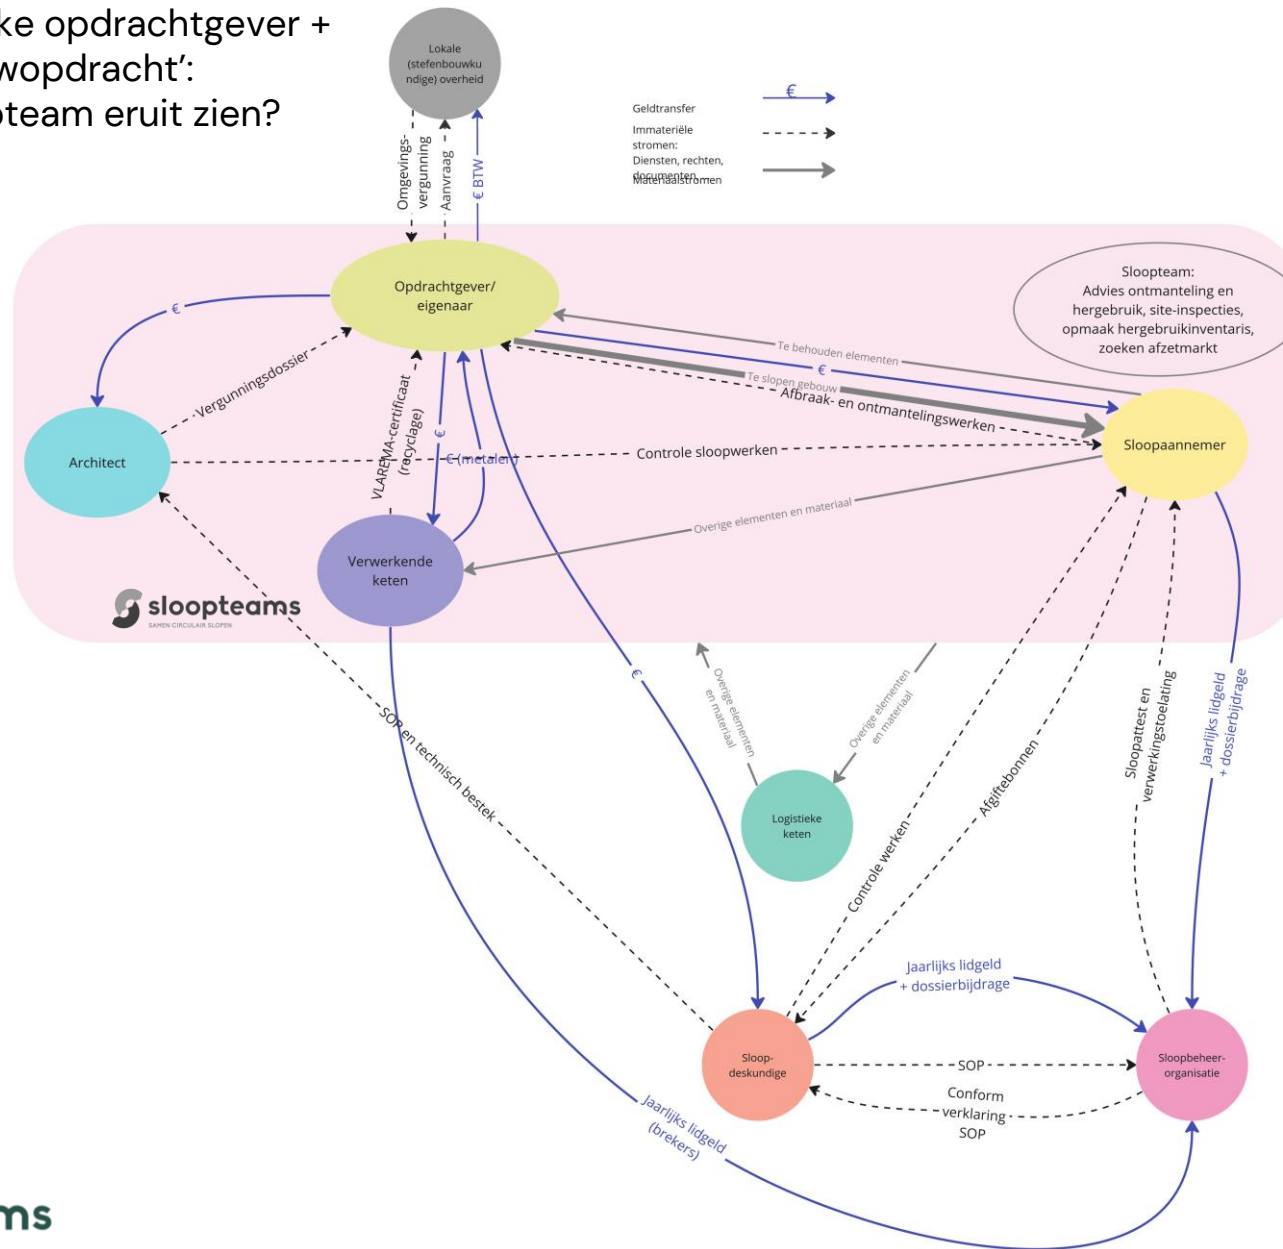 ke opdrachtgever +
wopdracht’:
oteam eruit zien?
Lokale
(stefenbouwku
ndige) overheid
€
Geldtransfer
Immateriële
stromen:
Diensten, rechten,
documenten
Materiaalstromen
Omgevings-
vergunning
Aanvraag
€ BTW
Opdrachtgever/
eigenaar
Sloopteam:
Advies ontmanteling en
hergebruik, site-inspecties,
opmaak hergebruikinventaris,
zoeken afzetmarkt
€
Vergunningsdossier
Te behouden elementen
€
Te slopen gebouw
Afbraak- en ontmantelingswerken
VLAREMA-certificaat
(recyclage)
€
€ (metalen)
Architect
Controle sloopwerken
Sloopaannemer
Overige elementen en materiaal
Verwerkende
keten
sloopteams
SAMEN CIRCULAIR SLOPEN
€
Overige elementen
en materiaal
Overige elementen
en materiaal
Sloopattest en
verwerkingstoelating
Jaarlijks lidgeld
+ dossierbijdrage
SOP en technisch bestek
Logistieke
keten
Controle werken
Afgiftebonnen
Jaarlijks lidgeld
+ dossierbijdrage
Sloop-
deskundige
SOP
Sloopbeheer-
organisatie
Conform
verklaring
SOP
Jaarlijks lidgeld
(brekers)
ms